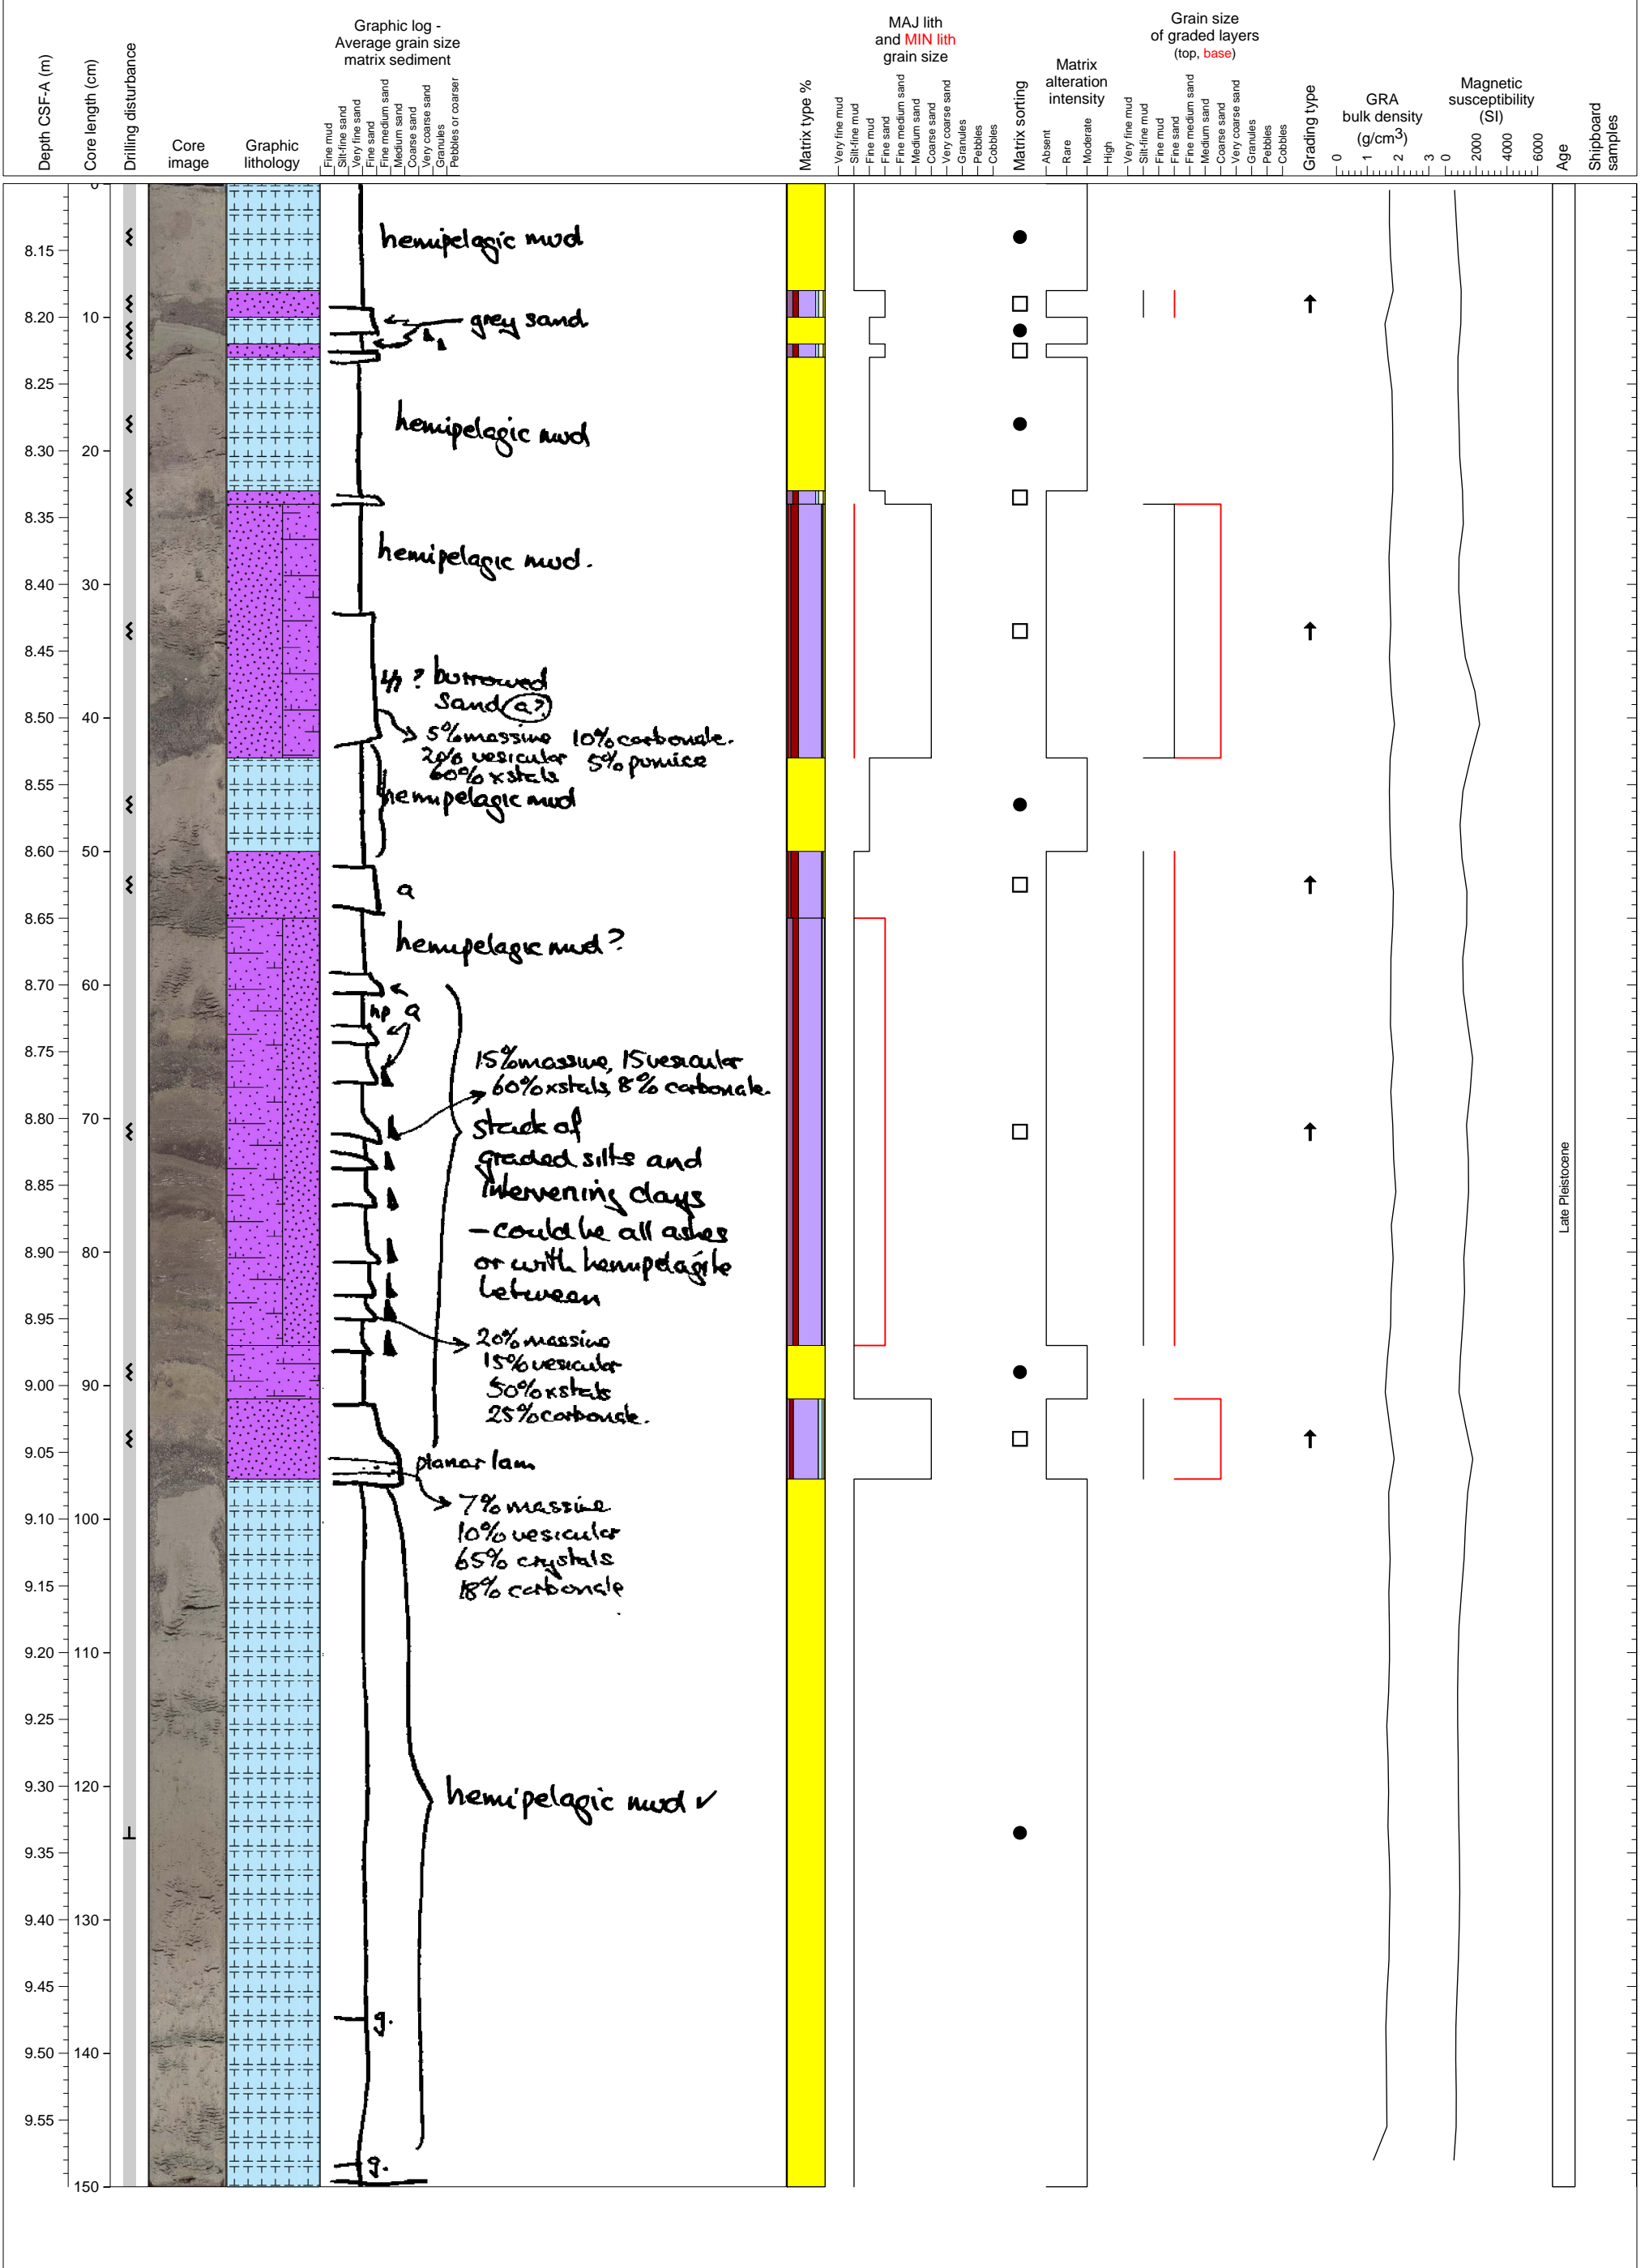 Depth CSF-A (m)
Core length (cm)
Drilling disturbance
Core
image
Graphic
lithology
Graphic log -
Average grain size
matrix sediment
Fine mud
Silt-fine sand
Very fine sand
Fine sand
Fine medium sand
Medium sand
Coarse sand
Very coarse sand
Granules
Pebbles or coarser
Matrix type %
MAJ lith
and MIN lith
grain size
Very fine mud
Silt-fine mud
Fine mud
Fine sand
Fine medium sand
Medium sand
Coarse sand
Very coarse sand
Granules
Pebbles
Cobbles
Matrix sorting
Matrix
alteration
intensity
Absent
Rare
Moderate
High
Grain size
of graded layers
(top, base)
Very fine mud
Silt-fine mud
Fine mud
Fine sand
Fine medium sand
Medium sand
Coarse sand
Very coarse sand
Granules
Pebbles
Cobbles
Grading type
GRA
bulk density
(g/cm3)
0 1 2 3
Magnetic
susceptibility
(SI)
0 2000 4000 6000
Age
Shipboard
samples
0
8.15
8.20 10
8.25
8.30 20
8.35
8.40 30
8.45
8.50 40
8.55
8.60 50
8.65
8.70 60
8.75
8.80 70
8.85
8.90 80
8.95
9.00 90
9.05
9.10 100
9.15
9.20 110
9.25
9.30 120
9.35
9.40 130
9.45
9.50 140
9.55
150
hemipelagic mud
grey sand
hemipelagic mud
hemipelagic mud.
? burrowed
sand a?
5% massive 10% carbonate.
20% vesicular 5% pumice
60% xstals
hemipelagic mud
a
hemipelagic mud?
hp a
15% massive, 15 vesicular
60% xstals, 8% carbonate.
stack of
graded silts and
intervening clays
- could be all ashes
or with hemipelagite
between
20% massive
15% vesicular
50% xstals
25% carbonate.
planar lam
7% massive
10% vesicular
65% crystals
18% carbonate
hemipelagic mud ✓
g.
g.
Late Pleistocene